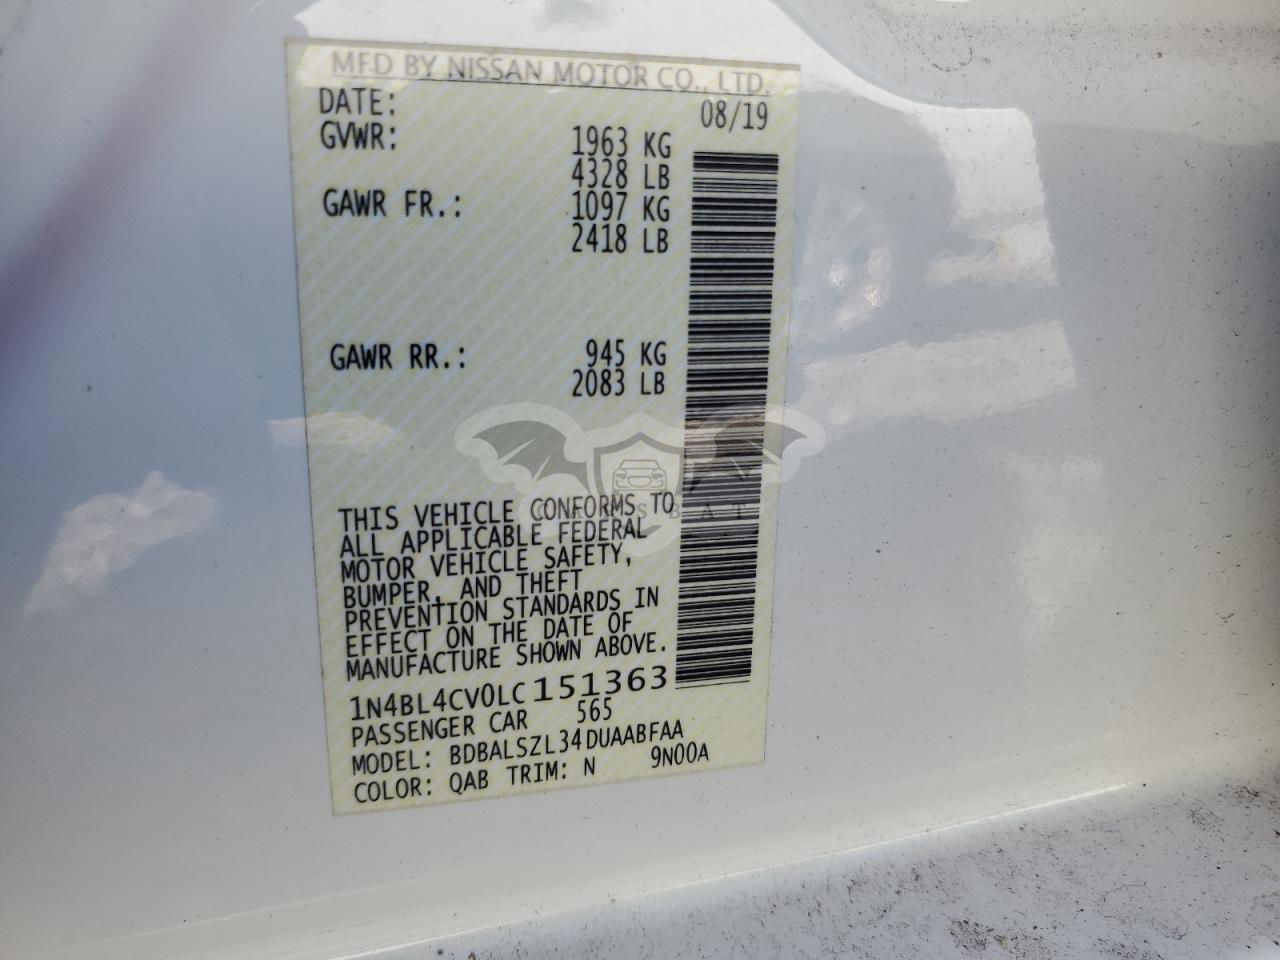 MFD BY NISSAN MOTOR CO., LTD.
DATE: 08/19
GVWR: 1963 KG
4328 LB
GAWR FR.: 1097 KG
2418 LB
GAWR RR.: 945 KG
2083 LB
THIS VEHICLE CONFORMS TO
ALL APPLICABLE FEDERAL
MOTOR VEHICLE SAFETY,
BUMPER, AND THEFT
PREVENTION STANDARDS IN
EFFECT ON THE DATE OF
MANUFACTURE SHOWN ABOVE.
1N4BL4CV0LC151363
PASSENGER CAR 565
MODEL: BDBALSZL34DUAABFAA
COLOR: QAB TRIM: N 9N00A